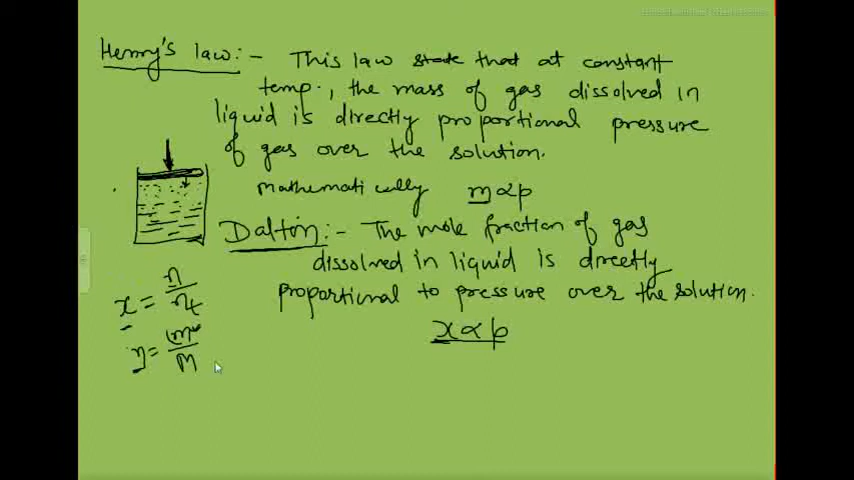 Henry's law:- This law state that at constant
temp., the mass of gas dissolved in
liquid is directly proportional pressure
of gas over the solution.
Mathematically m∝p
Dalton:- The mole fraction of gas
dissolved in liquid is directly
proportional to pressure over the solution.
x∝p
x = n/nt
n = m/M